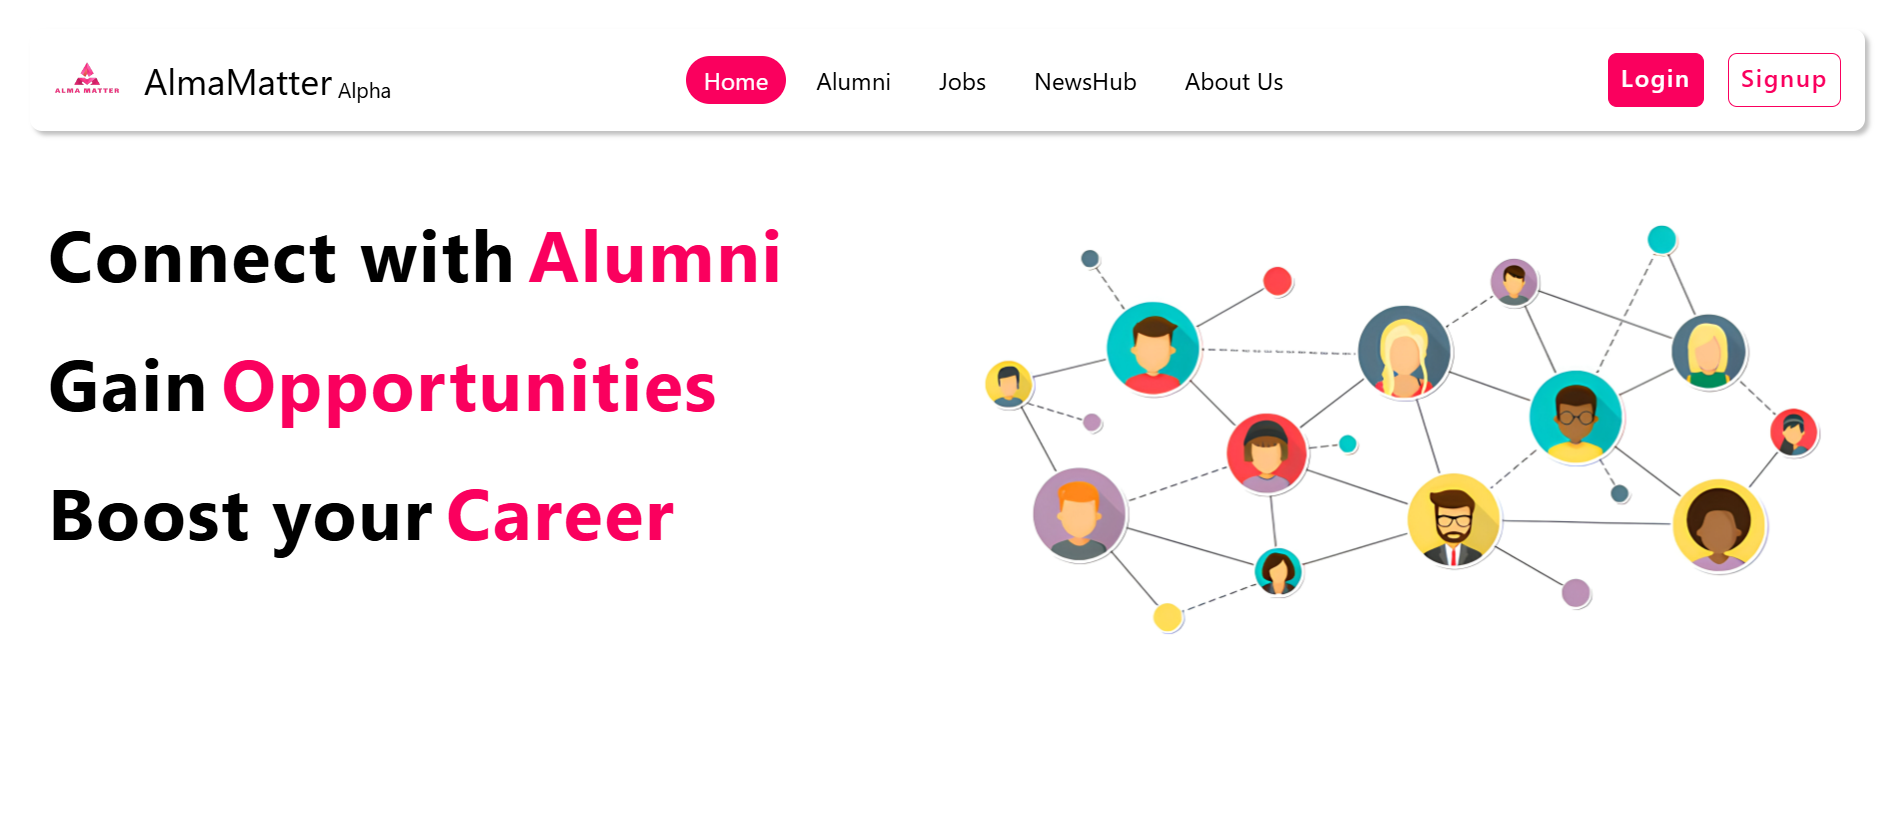 ALMA MATTER
AlmaMatter Alpha
Home Alumni Jobs NewsHub About Us
Login Signup
Connect with Alumni
Gain Opportunities
Boost your Career